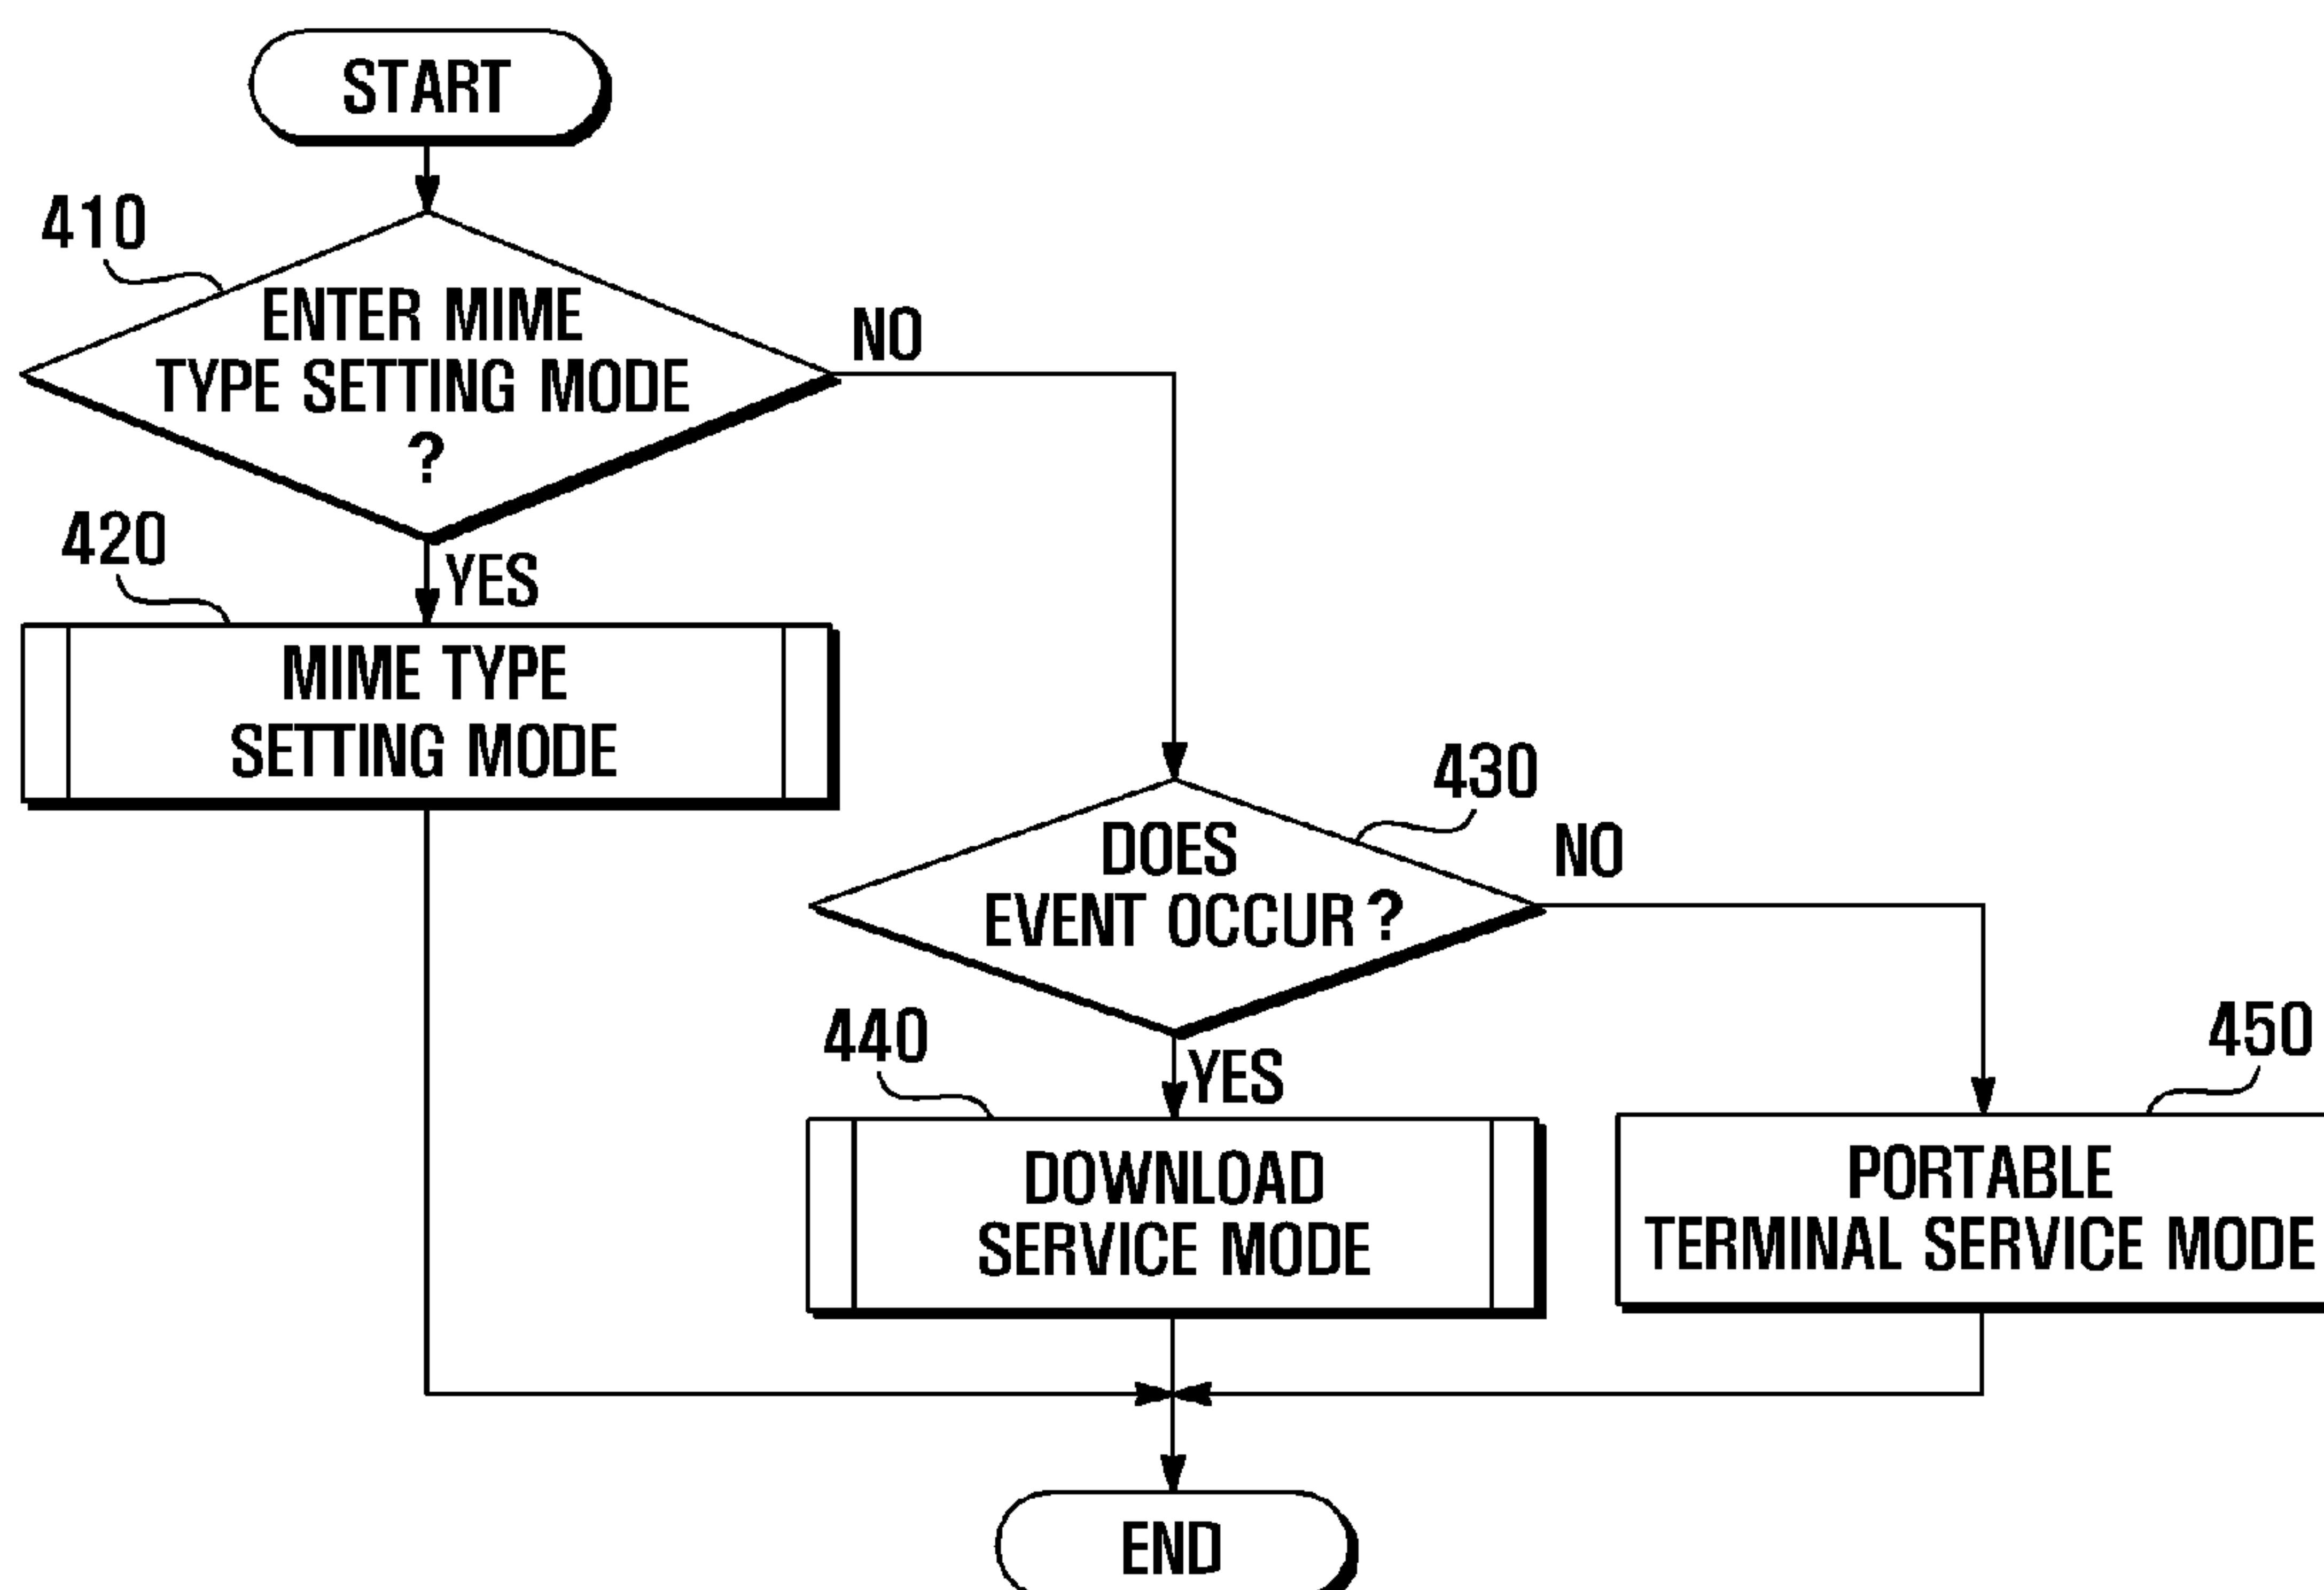 START
410
ENTER MIME
TYPE SETTING MODE
?
NO
420
YES
MIME TYPE
SETTING MODE
430
DOES
EVENT OCCUR?
NO
440
YES
450
DOWNLOAD
SERVICE MODE
PORTABLE
TERMINAL SERVICE MODE
END